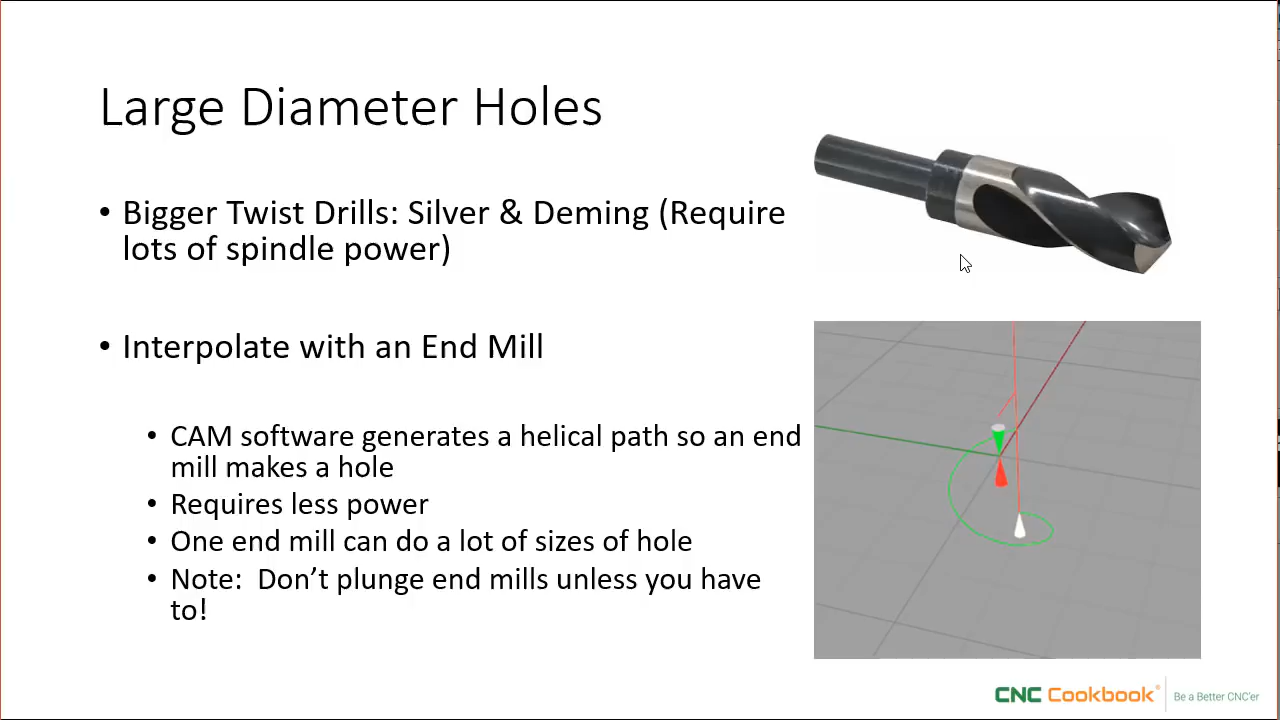 Large Diameter Holes
• Bigger Twist Drills: Silver & Deming (Require
lots of spindle power)
• Interpolate with an End Mill
• CAM software generates a helical path so an end
mill makes a hole
• Requires less power
• One end mill can do a lot of sizes of hole
• Note:  Don’t plunge end mills unless you have
to!
CNC Cookbook® Be a Better CNC'er